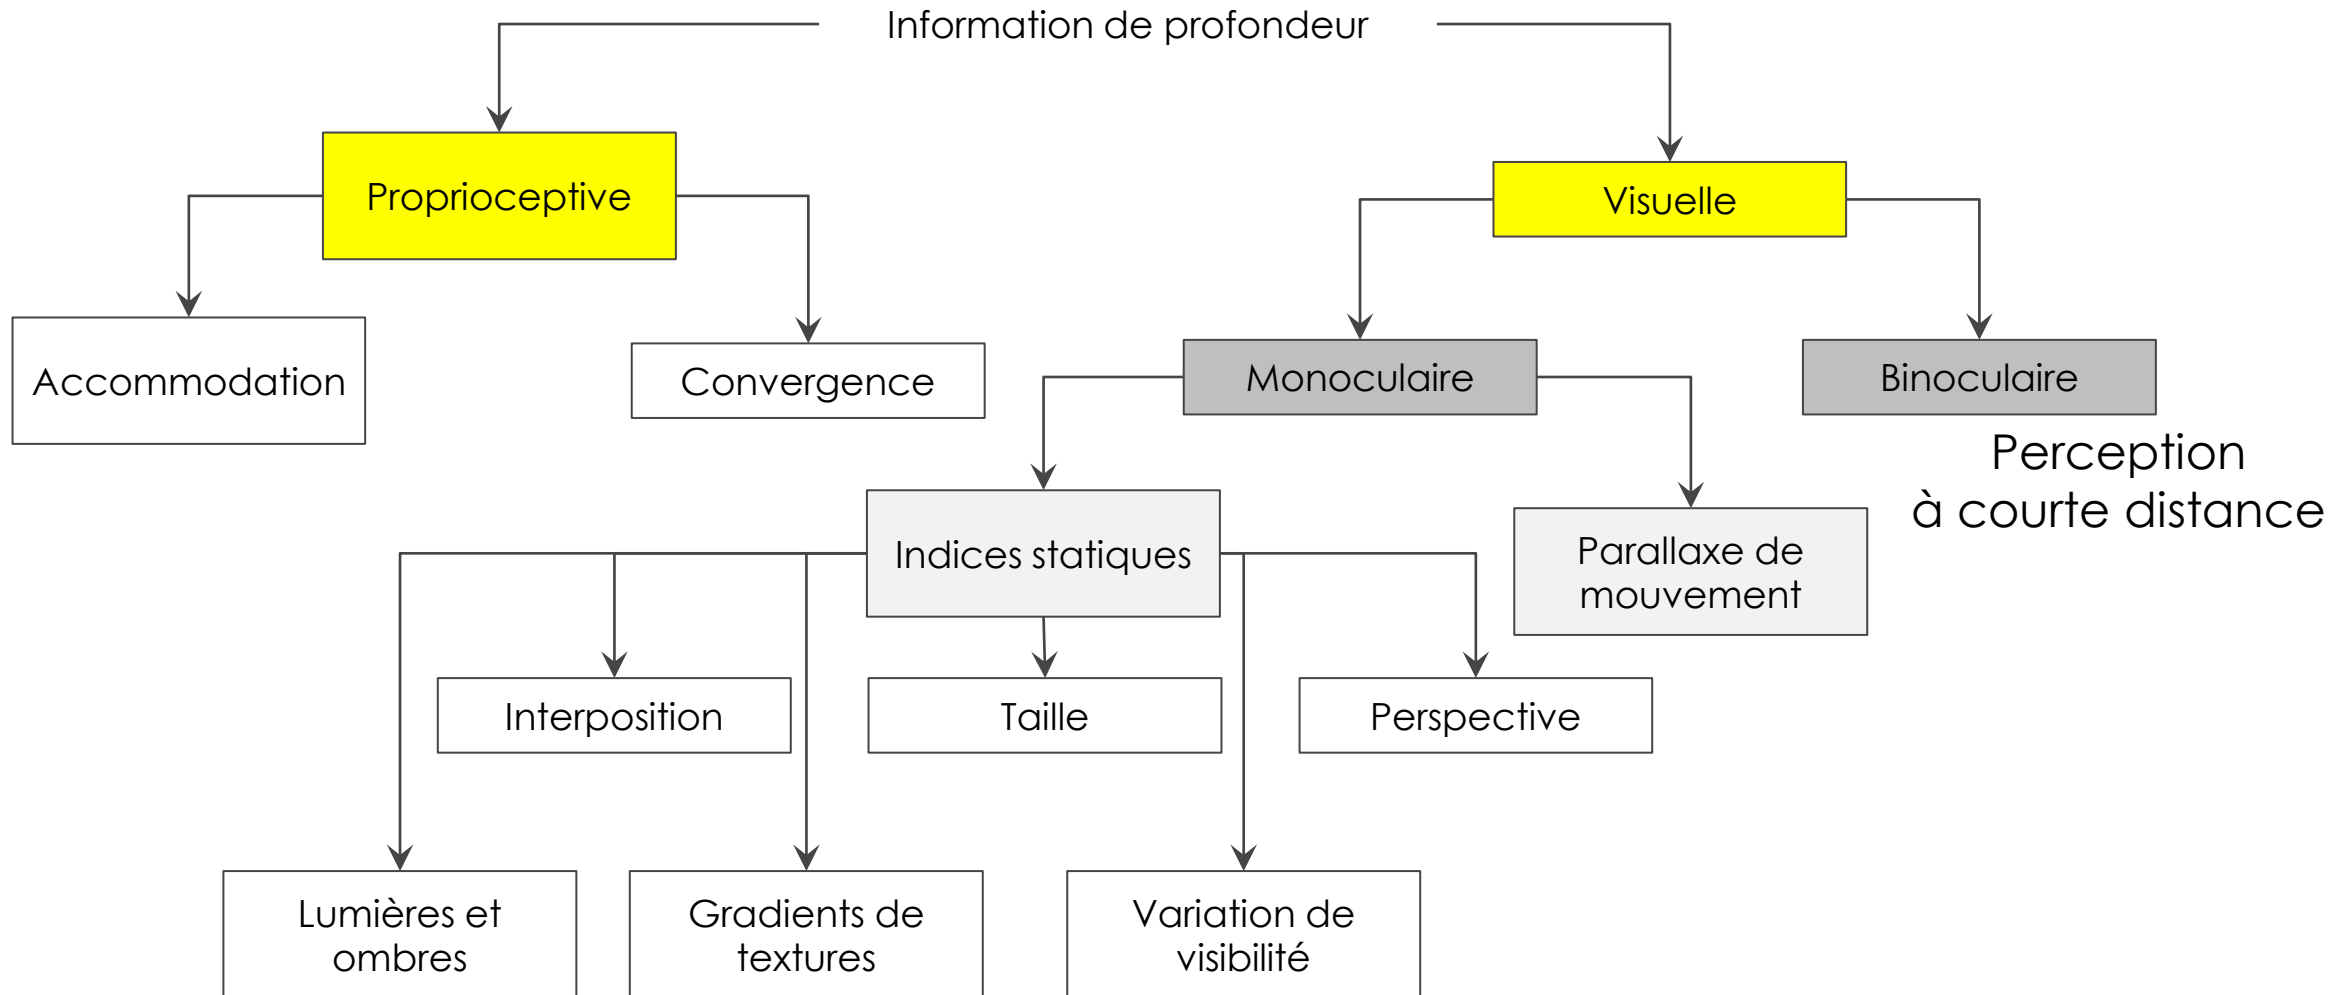 Information de profondeur
Proprioceptive
Visuelle
Accommodation
Convergence
Monoculaire
Binoculaire
Perception
à courte distance
Indices statiques
Parallaxe de
mouvement
Interposition
Taille
Perspective
Lumières et
ombres
Gradients de
textures
Variation de
visibilité